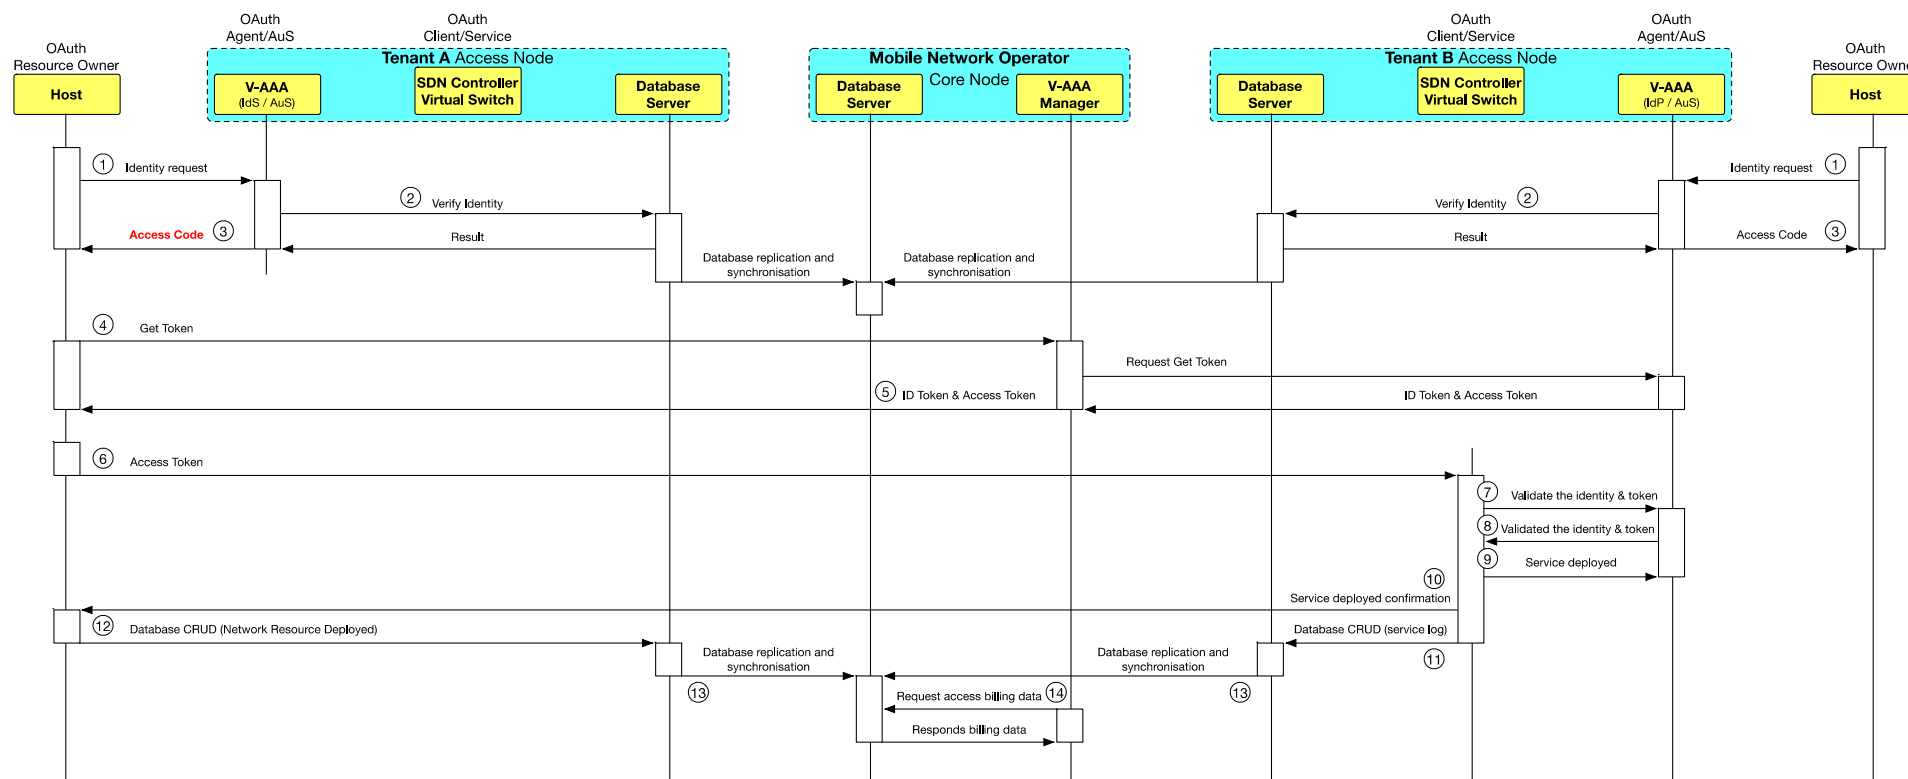 OAuth
Resource Owner
Host
OAuth
Agent/AuS
OAuth
Client/Service
Tenant A Access Node
V-AAA
(IdS / AuS)
SDN Controller
Virtual Switch
Database
Server
Mobile Network Operator
Core Node
Database
Server
V-AAA
Manager
OAuth
Client/Service
OAuth
Agent/AuS
Tenant B Access Node
Database
Server
SDN Controller
Virtual Switch
V-AAA
(IdP / AuS)
OAuth
Resource Owner
Host
1 Identity request
Identity request 1
2
Verify Identity
Verify Identity 2
Access Code 3
Result
Result
Access Code 3
Database replication and
synchronisation
Database replication and
synchronisation
4 Get Token
Request Get Token
5 ID Token & Access Token
ID Token & Access Token
6 Access Token
7 Validate the identity & token
8 Validated the identity & token
9 Service deployed
10
Service deployed confirmation
12 Database CRUD (Network Resource Deployed)
Database CRUD (service log)
11
Database replication and
synchronisation
13
Database replication and
synchronisation
13
Request access billing data 14
Responds billing data